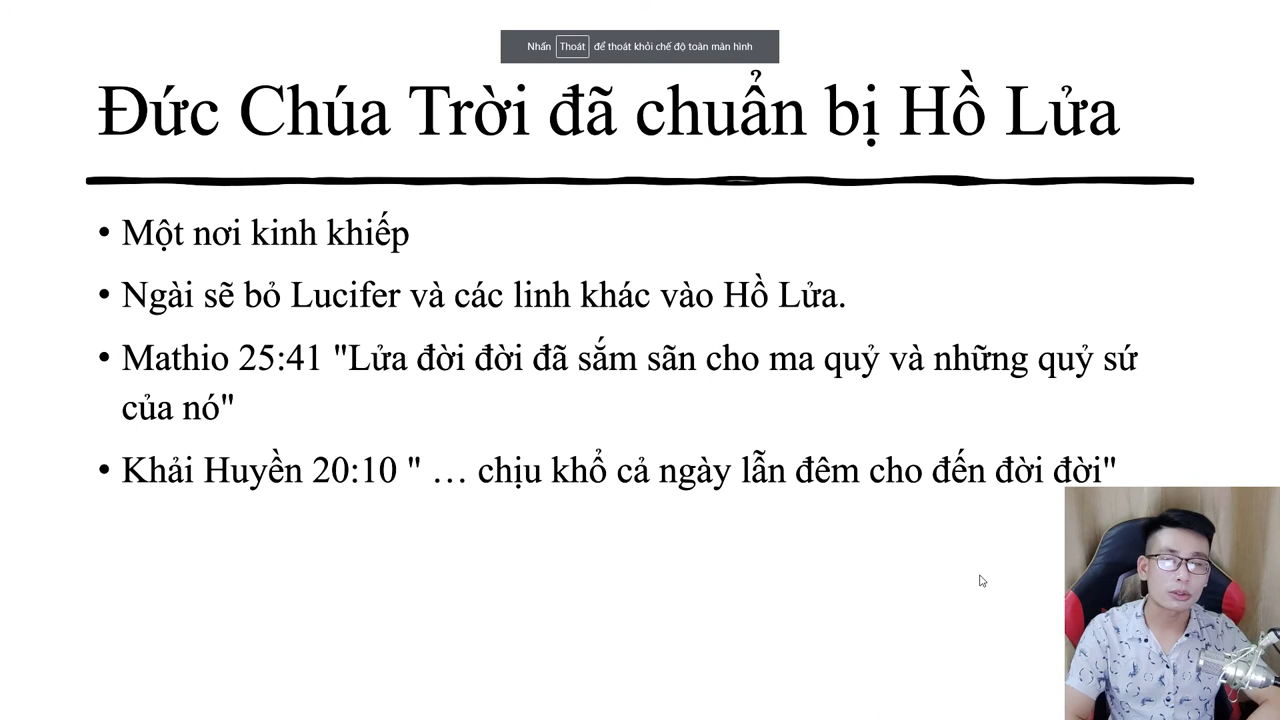 Nhấn Thoát để thoát khỏi chế độ toàn màn hình
Đức Chúa Trời đã chuẩn bị Hồ Lửa
• Một nơi kinh khiếp
• Ngài sẽ bỏ Lucifer và các linh khác vào Hồ Lửa.
• Mathio 25:41 "Lửa đời đời đã sắm sãn cho ma quỷ và những quỷ sứ
của nó"
• Khải Huyền 20:10 " … chịu khổ cả ngày lẫn đêm cho đến đời đời"